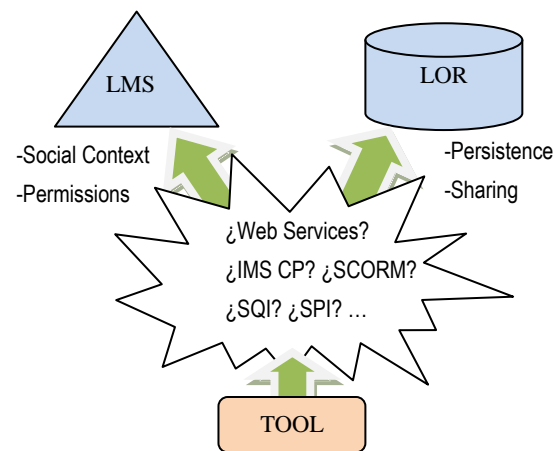 LMS
LOR
-Social Context
-Permissions
-Persistence
-Sharing
¿Web Services?
¿IMS CP? ¿SCORM?
¿SQI? ¿SPI? …
TOOL